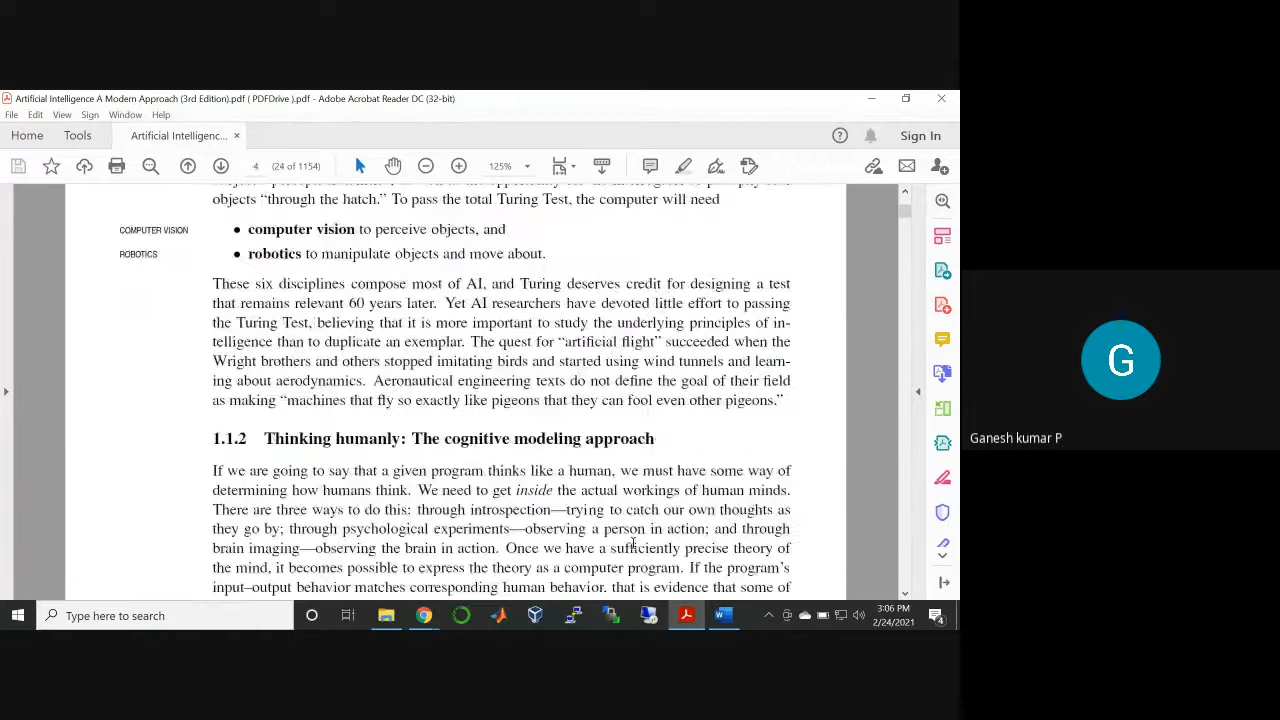 Artificial Intelligence A Modern Approach (3rd Edition).pdf ( PDFDrive ).pdf - Adobe Acrobat Reader DC (32-bit)
File Edit View Sign Window Help
Home Tools Artificial Intelligenc... × Sign In
4 (24 of 1154) 125%
objects “through the hatch.” To pass the total Turing Test, the computer will need
COMPUTER VISION • computer vision to perceive objects, and
ROBOTICS • robotics to manipulate objects and move about.
These six disciplines compose most of AI, and Turing deserves credit for designing a test
that remains relevant 60 years later. Yet AI researchers have devoted little effort to passing
the Turing Test, believing that it is more important to study the underlying principles of in-
telligence than to duplicate an exemplar. The quest for “artificial flight” succeeded when the
Wright brothers and others stopped imitating birds and started using wind tunnels and learn-
ing about aerodynamics. Aeronautical engineering texts do not define the goal of their field
as making “machines that fly so exactly like pigeons that they can fool even other pigeons.”
1.1.2 Thinking humanly: The cognitive modeling approach
If we are going to say that a given program thinks like a human, we must have some way of
determining how humans think. We need to get inside the actual workings of human minds.
There are three ways to do this: through introspection—trying to catch our own thoughts as
they go by; through psychological experiments—observing a person in action; and through
brain imaging—observing the brain in action. Once we have a sufficiently precise theory of
the mind, it becomes possible to express the theory as a computer program. If the program’s
input–output behavior matches corresponding human behavior, that is evidence that some of
Type here to search
3:06 PM
2/24/2021
4
G
Ganesh kumar P